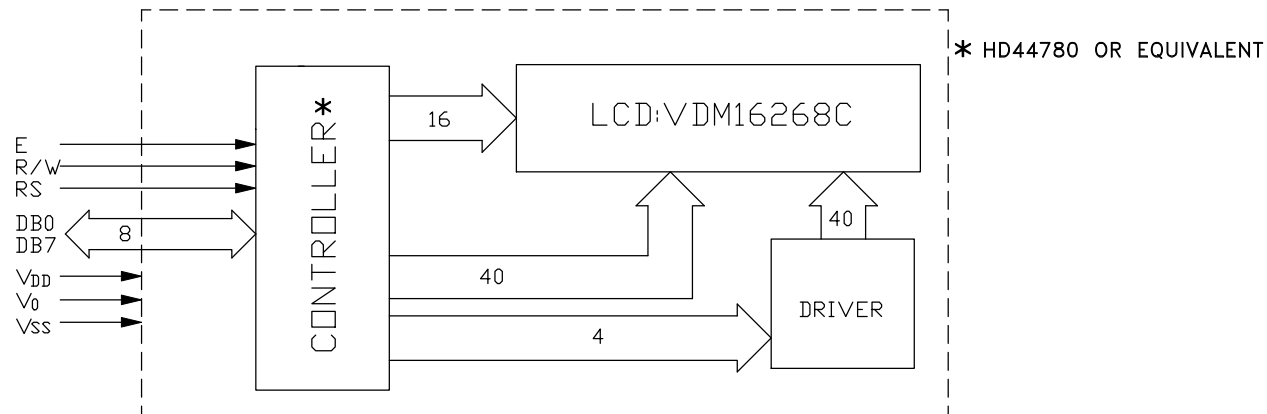 * HD44780 OR EQUIVALENT
LCD:VDM16268C
CONTROLLER*
16
E
R/W
RS
DB0
DB7
8
VDD
V0
VSS
40
40
4
DRIVER